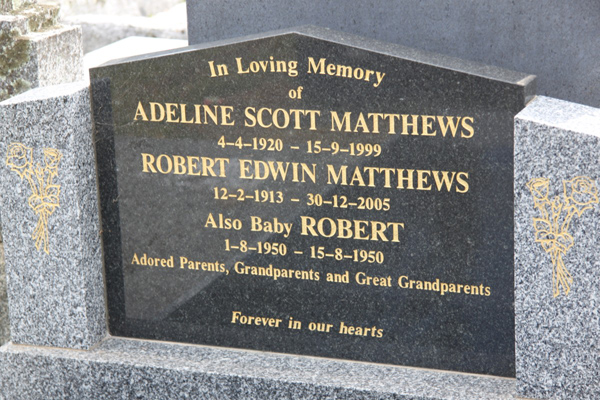 In Loving Memory
of
ADELINE SCOTT MATTHEWS
4-4-1920 - 15-9-1999
ROBERT EDWIN MATTHEWS
12-2-1913 - 30-12-2005
Also Baby ROBERT
1-8-1950 - 15-8-1950
Adored Parents, Grandparents and Great Grandparents
Forever in our hearts